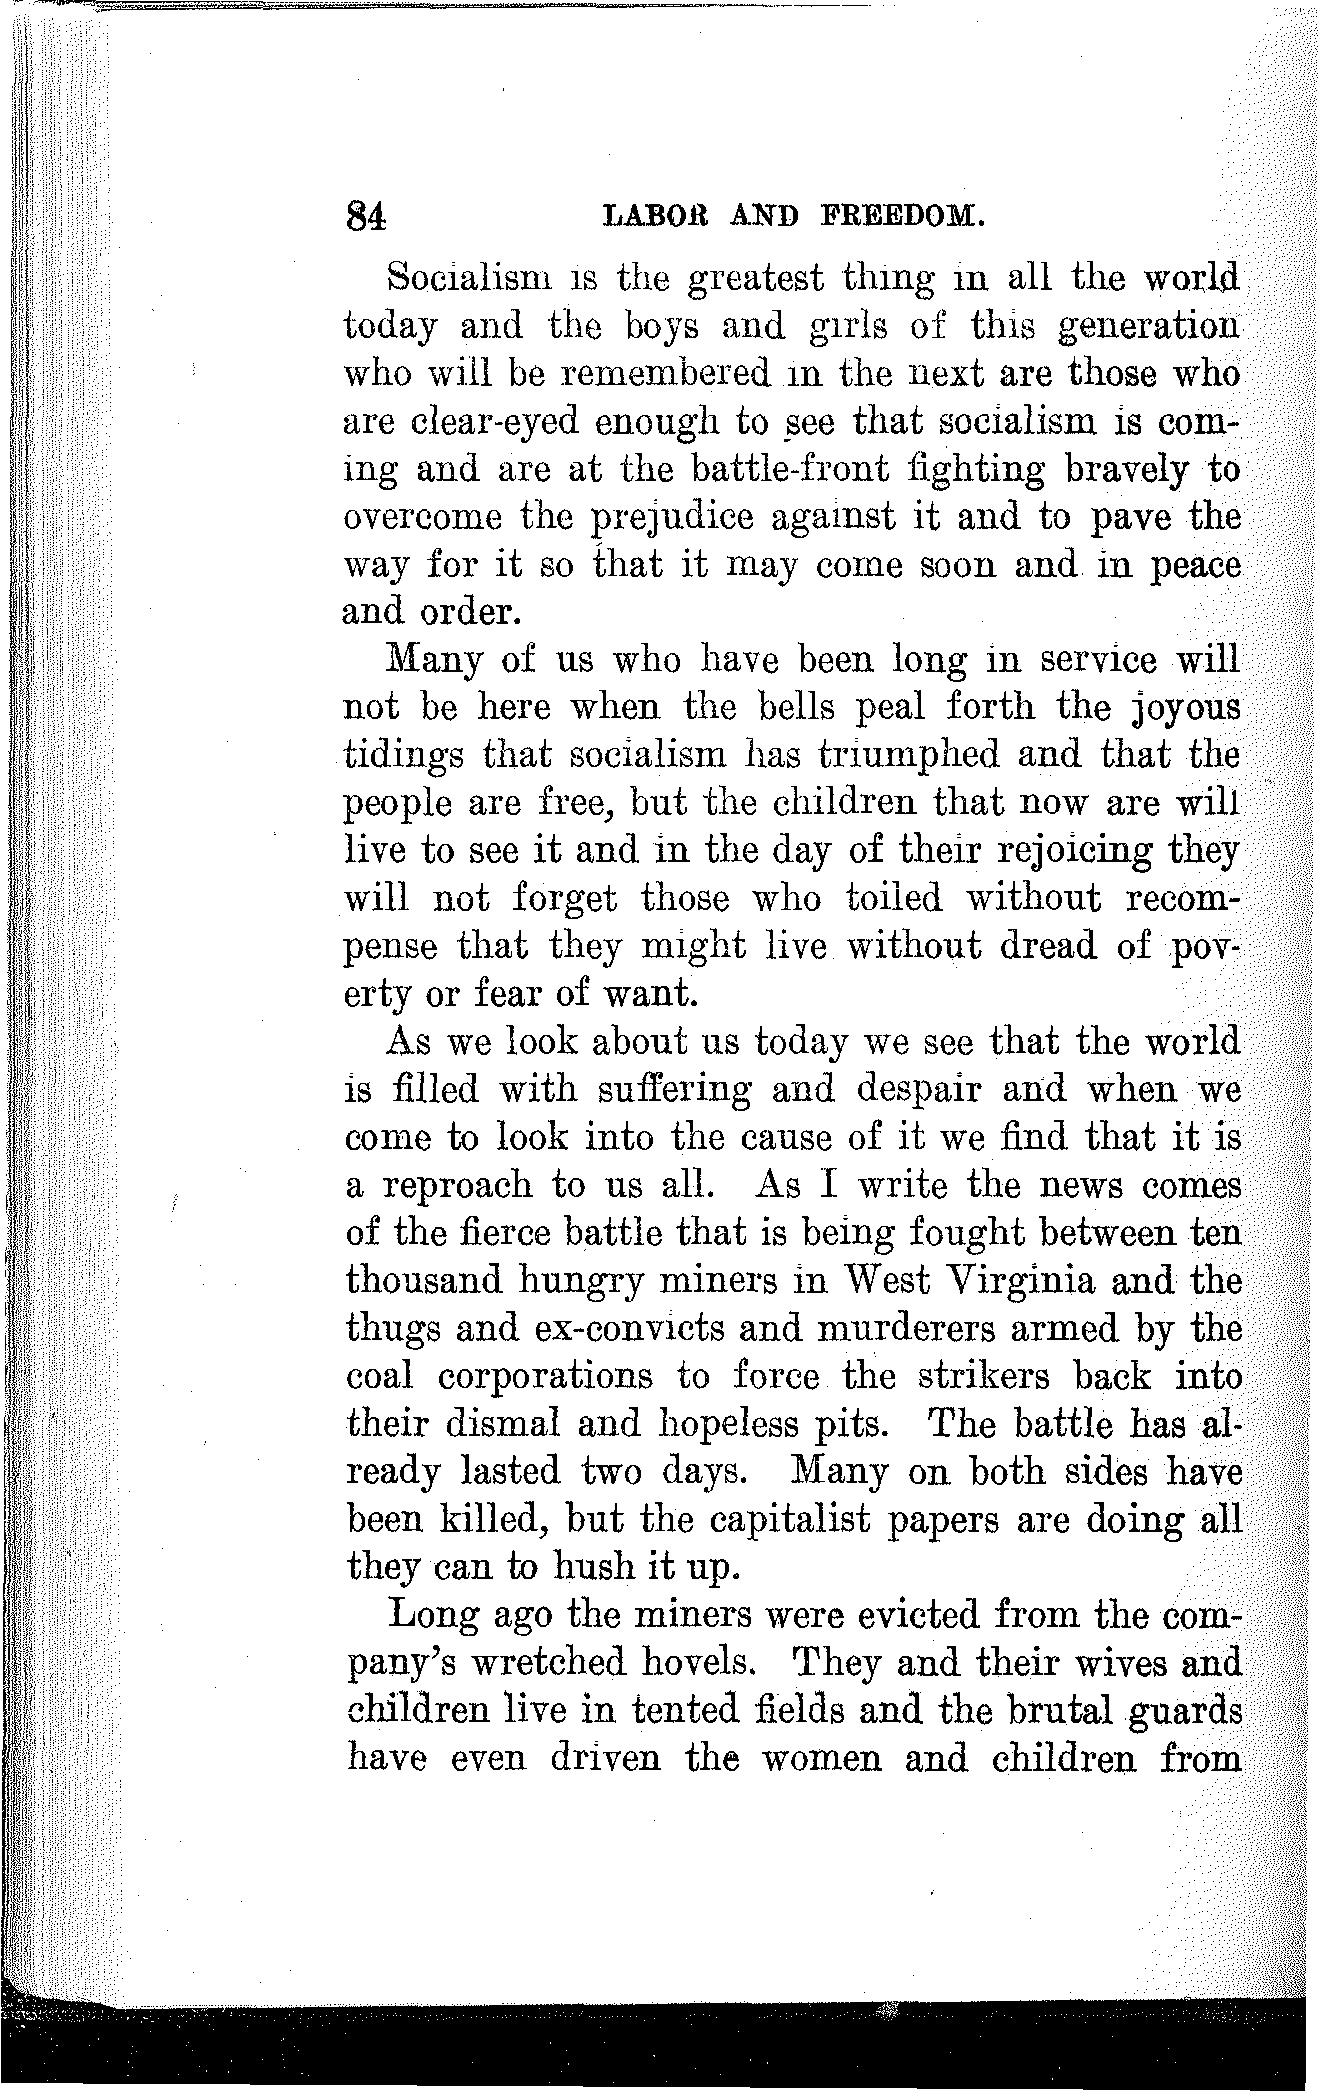 84 LABOR AND FREEDOM.
Socialism is the greatest thing in all the world
today and the boys and girls of this generation
who will be remembered in the next are those who
are clear-eyed enough to see that socialism is com-
ing and are at the battle-front fighting bravely to
overcome the prejudice against it and to pave the
way for it so that it may come soon and in peace
and order.
Many of us who have been long in service will
not be here when the bells peal forth the joyous
tidings that socialism has triumphed and that the
people are free, but the children that now are will
live to see it and in the day of their rejoicing they
will not forget those who toiled without recom-
pense that they might live without dread of pov-
erty or fear of want.
As we look about us today we see that the world
is filled with suffering and despair and when we
come to look into the cause of it we find that it is
a reproach to us all. As I write the news comes
of the fierce battle that is being fought between ten
thousand hungry miners in West Virginia and the
thugs and ex-convicts and murderers armed by the
coal corporations to force the strikers back into
their dismal and hopeless pits. The battle has al-
ready lasted two days. Many on both sides have
been killed, but the capitalist papers are doing all
they can to hush it up.
Long ago the miners were evicted from the com-
pany's wretched hovels. They and their wives and
children live in tented fields and the brutal guards
have even driven the women and children from